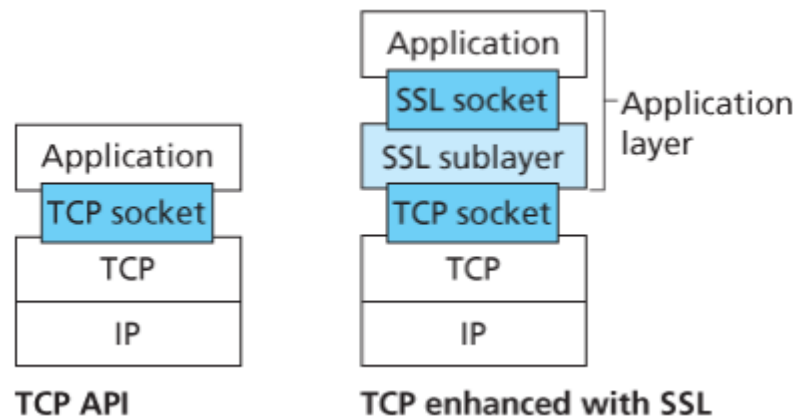 Application
TCP socket
TCP
IP
TCP API
Application
SSL socket
SSL sublayer
TCP socket
TCP
IP
Application
layer
TCP enhanced with SSL